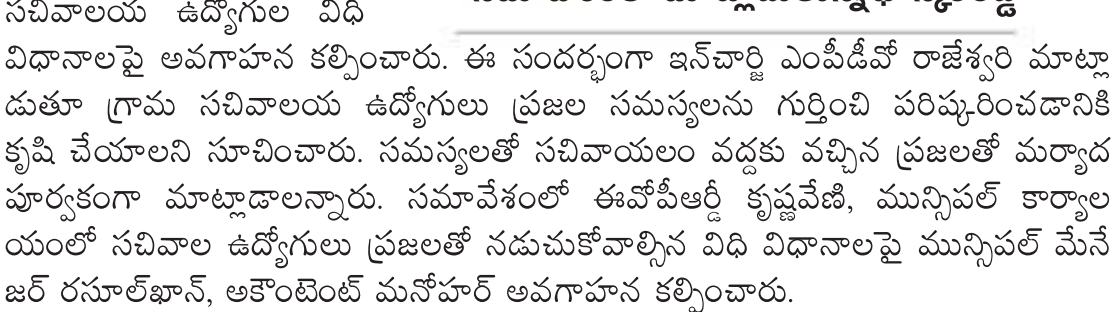 సచివాలయ ఉద్యోగుల విధి
విధానాలపై అవగాహన కల్పించారు. ఈ సందర్భంగా ఇన్‌చార్జి ఎంపీడీవో రాజేశ్వరి మాట్లా
డుతూ గ్రామ సచివాలయ ఉద్యోగులు ప్రజల సమస్యలను గుర్తించి పరిష్కరించడానికి
కృషి చేయాలని సూచించారు. సమస్యలతో సచివాయలం వద్దకు వచ్చిన ప్రజలతో మర్యాద
పూర్వకంగా మాట్లాడాలన్నారు. సమావేశంలో ఈవోపీఆర్డీ కృష్ణవేణి, మున్సిపల్ కార్యాల
యంలో సచివాల ఉద్యోగులు ప్రజలతో నడుచుకోవాల్సిన విధి విధానాలపై మున్సిపల్ మేనే
జర్ రసూల్‌ఖాన్, అకౌంటెంట్ మనోహర్ అవగాహన కల్పించారు.